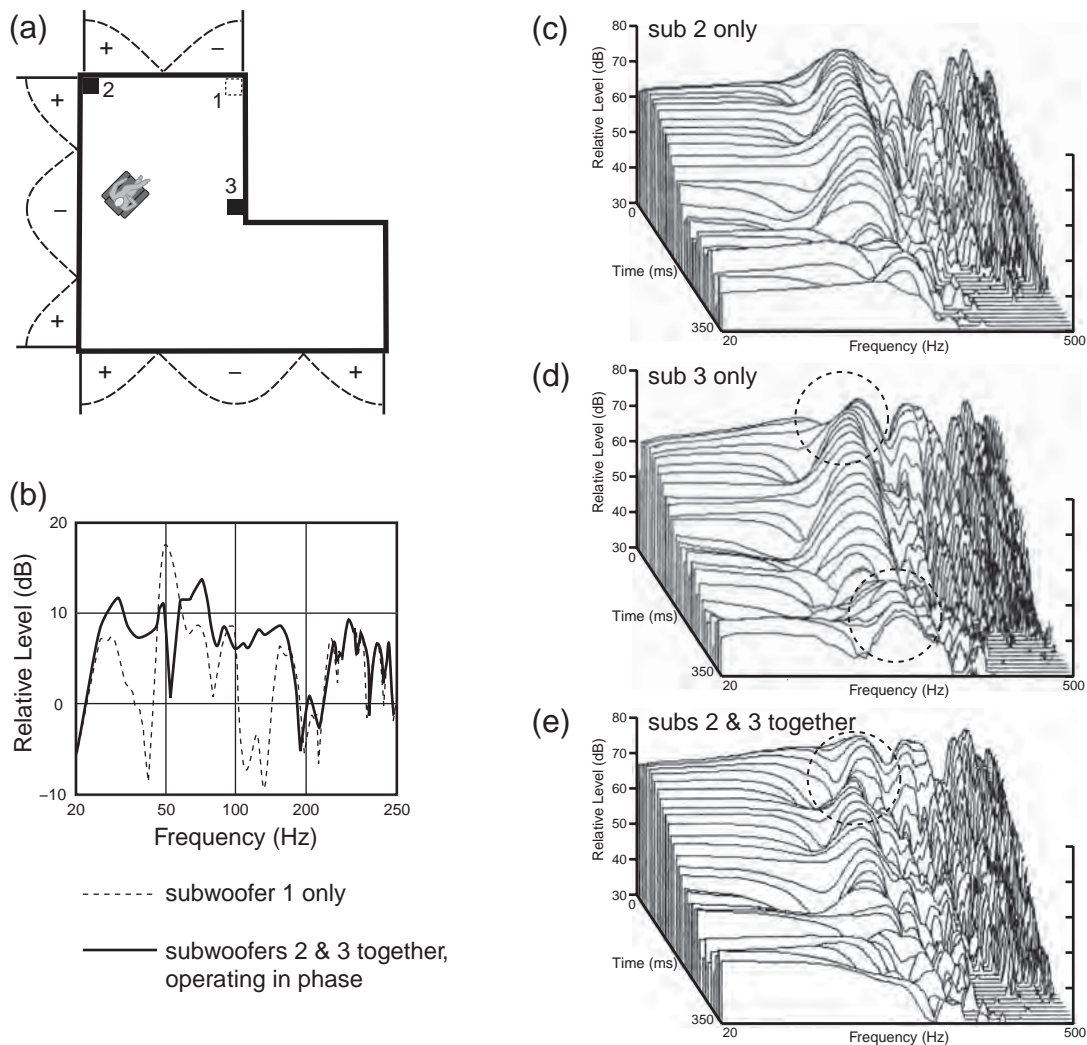 (a)
+ −
2
1
+
−
3
+
+ − +
(b)
Relative Level (dB)
20
10
0
−10
20 50 100 200 250
Frequency (Hz)
subwoofer 1 only
subwoofers 2 & 3 together,
operating in phase
(c)
sub 2 only
Relative Level (dB)
80
70
60
50
40
30
0
Time (ms)
350
20
500
Frequency (Hz)
(d)
sub 3 only
Relative Level (dB)
80
70
60
50
40
30
0
Time (ms)
350
20
500
Frequency (Hz)
(e)
subs 2 & 3 together
Relative Level (dB)
80
70
60
50
40
30
0
Time (ms)
350
20
500
Frequency (Hz)